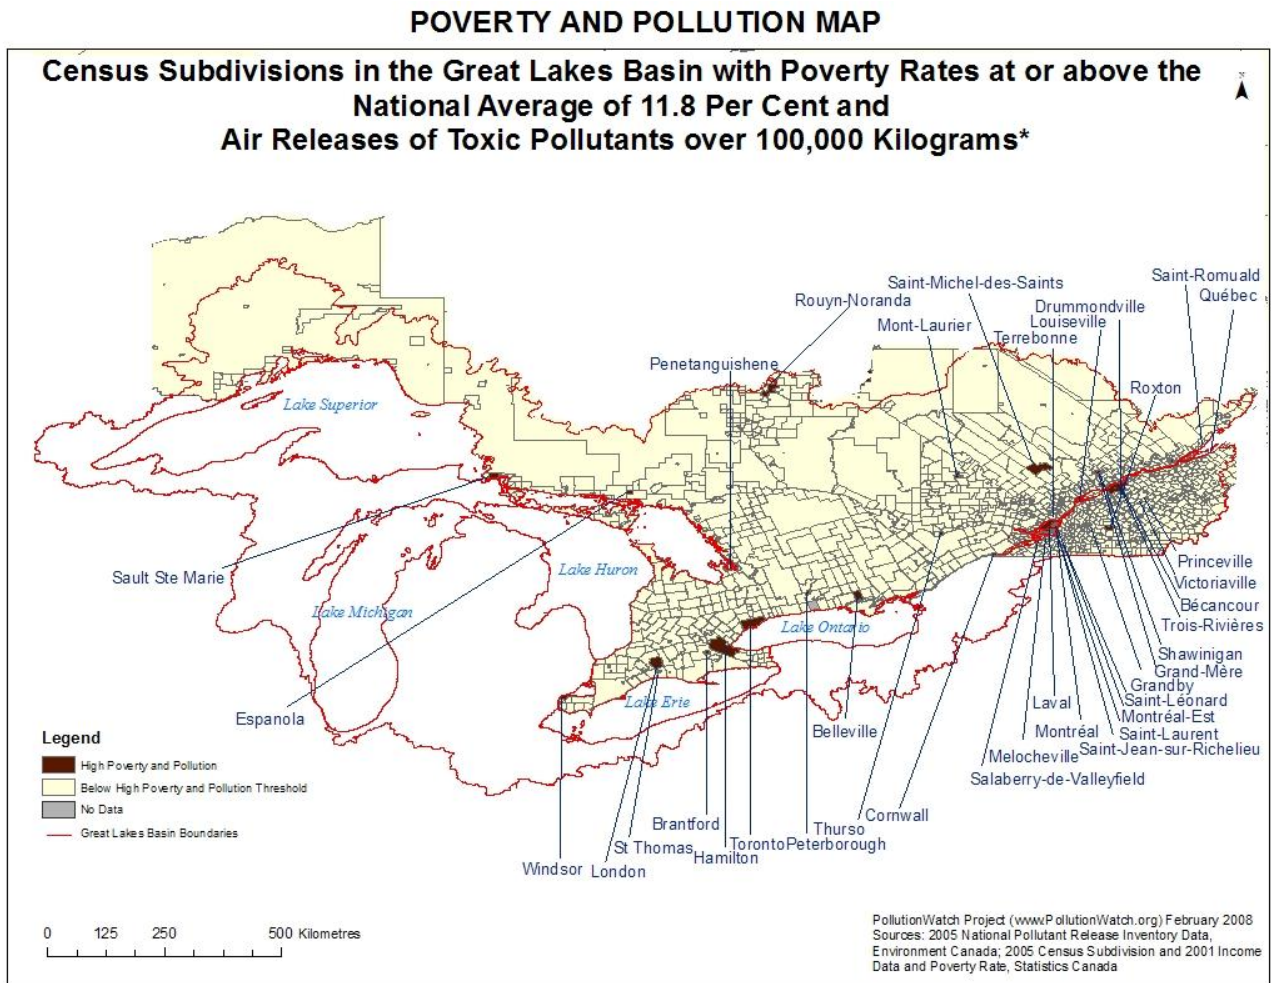 POVERTY AND POLLUTION MAP
Census Subdivisions in the Great Lakes Basin with Poverty Rates at or above the
National Average of 11.8 Per Cent and
Air Releases of Toxic Pollutants over 100,000 Kilograms*
N
Saint-Romuald
Québec
Saint-Michel-des-Saints
Rouyn-Noranda
Drummondville
Louiseville
Mont-Laurier
Terrebonne
Penetanguishene
Roxton
Lake Superior
Princeville
Lake Huron
Sault Ste Marie
Victoriaville
Lake Michigan
Bécancour
Trois-Rivières
Lake Ontario
Shawinigan
Grand-Mère
Grandby
Lake Erie
Saint-Léonard
Laval
Montréal-Est
Espanola
Belleville
Montréal
Saint-Laurent
Saint-Jean-sur-Richelieu
Melocheville
Salaberry-de-Valleyfield
Cornwall
Brantford
Thurso
St Thomas
Toronto
Peterborough
Hamilton
Windsor
London
Legend
High Poverty and Pollution
Below High Poverty and Pollution Threshold
No Data
Great Lakes Basin Boundaries
0 125 250 500 Kilometres
PollutionWatch Project (www.PollutionWatch.org) February 2008
Sources: 2005 National Pollutant Release Inventory Data,
Environment Canada; 2005 Census Subdivision and 2001 Income
Data and Poverty Rate, Statistics Canada